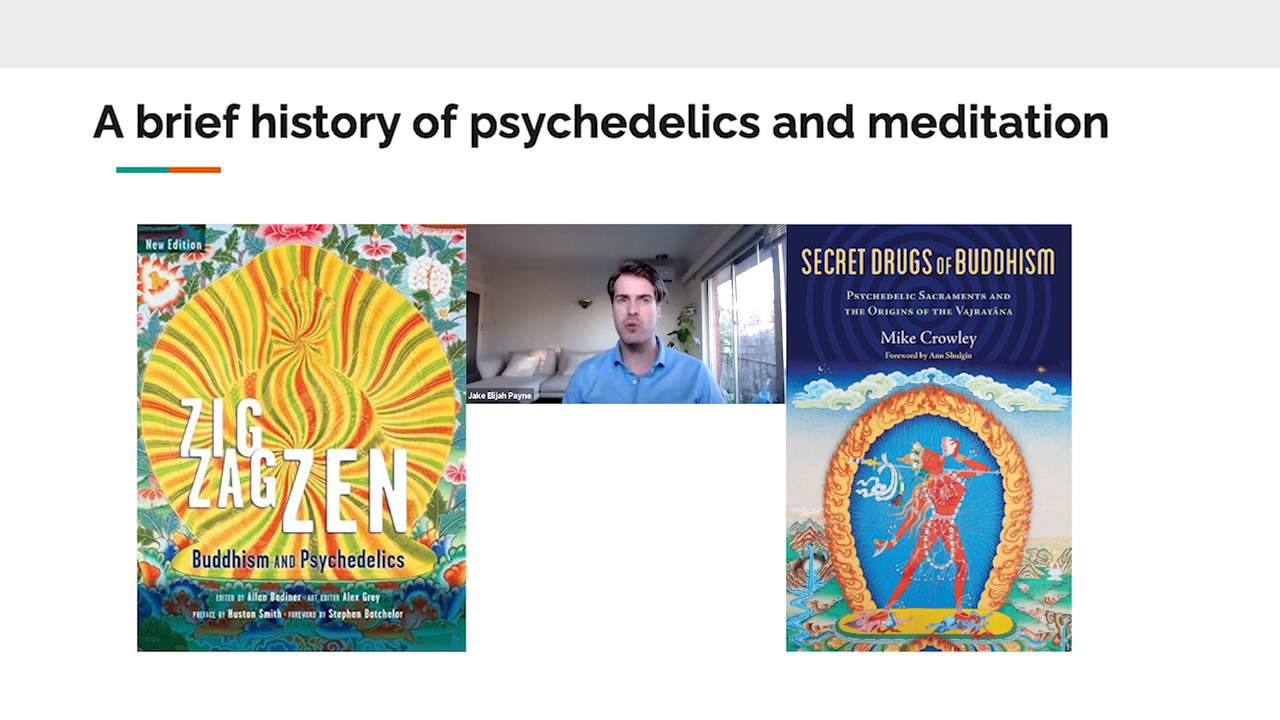 A brief history of psychedelics and meditation
New Edition
ZIG
ZAG ZEN
Buddhism AND Psychedelics
EDITED BY Allan Badiner · ART EDITOR Alex Grey
PREFACE BY Huston Smith · FOREWORD BY Stephen Batchelor
Jake Elijah Payne
SECRET DRUGS OF BUDDHISM
PSYCHEDELIC SACRAMENTS AND
THE ORIGINS OF THE VAJRAYĀNA
Mike Crowley
Foreword by Ann Shulgin